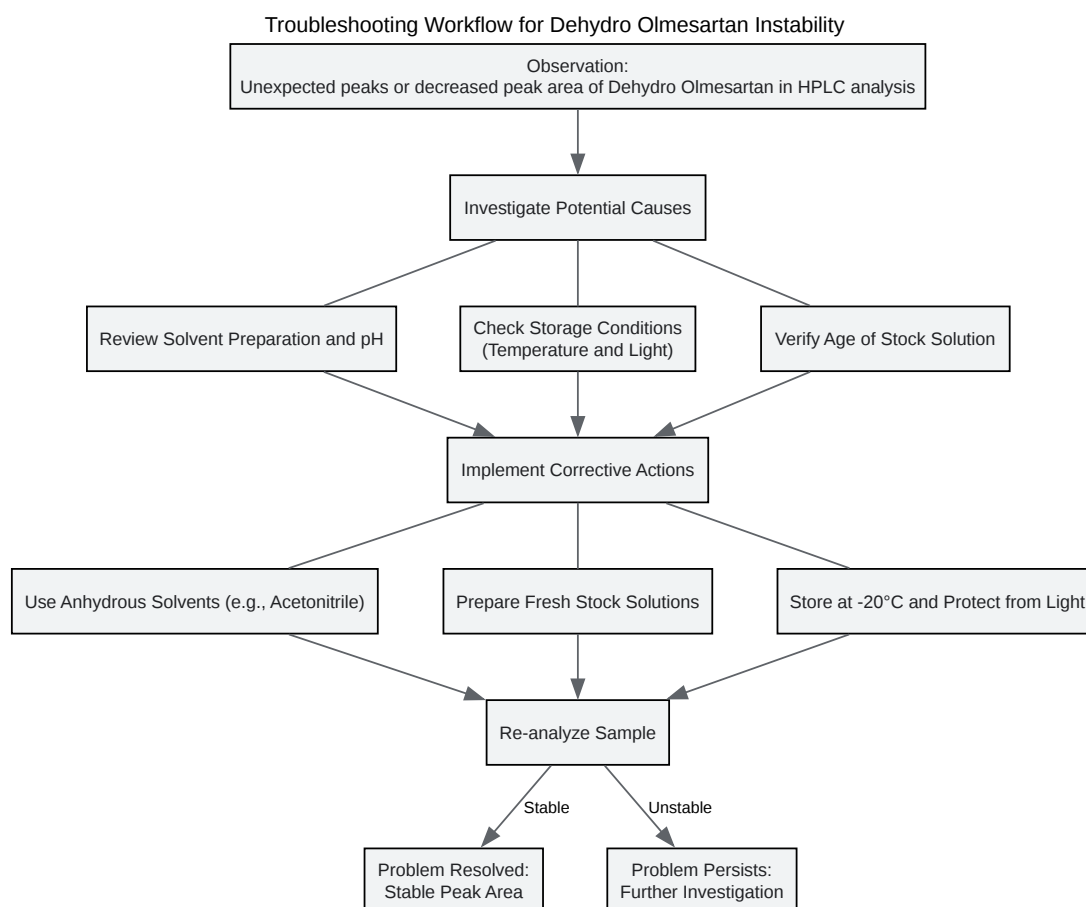 Troubleshooting Workflow for Dehydro Olmesartan Instability
Observation:
Unexpected peaks or decreased peak area of Dehydro Olmesartan in HPLC analysis
Investigate Potential Causes
Review Solvent Preparation and pH
Check Storage Conditions
(Temperature and Light)
Verify Age of Stock Solution
Implement Corrective Actions
Use Anhydrous Solvents (e.g., Acetonitrile)
Prepare Fresh Stock Solutions
Store at -20°C and Protect from Light
Re-analyze Sample
Stable
Unstable
Problem Resolved:
Stable Peak Area
Problem Persists:
Further Investigation